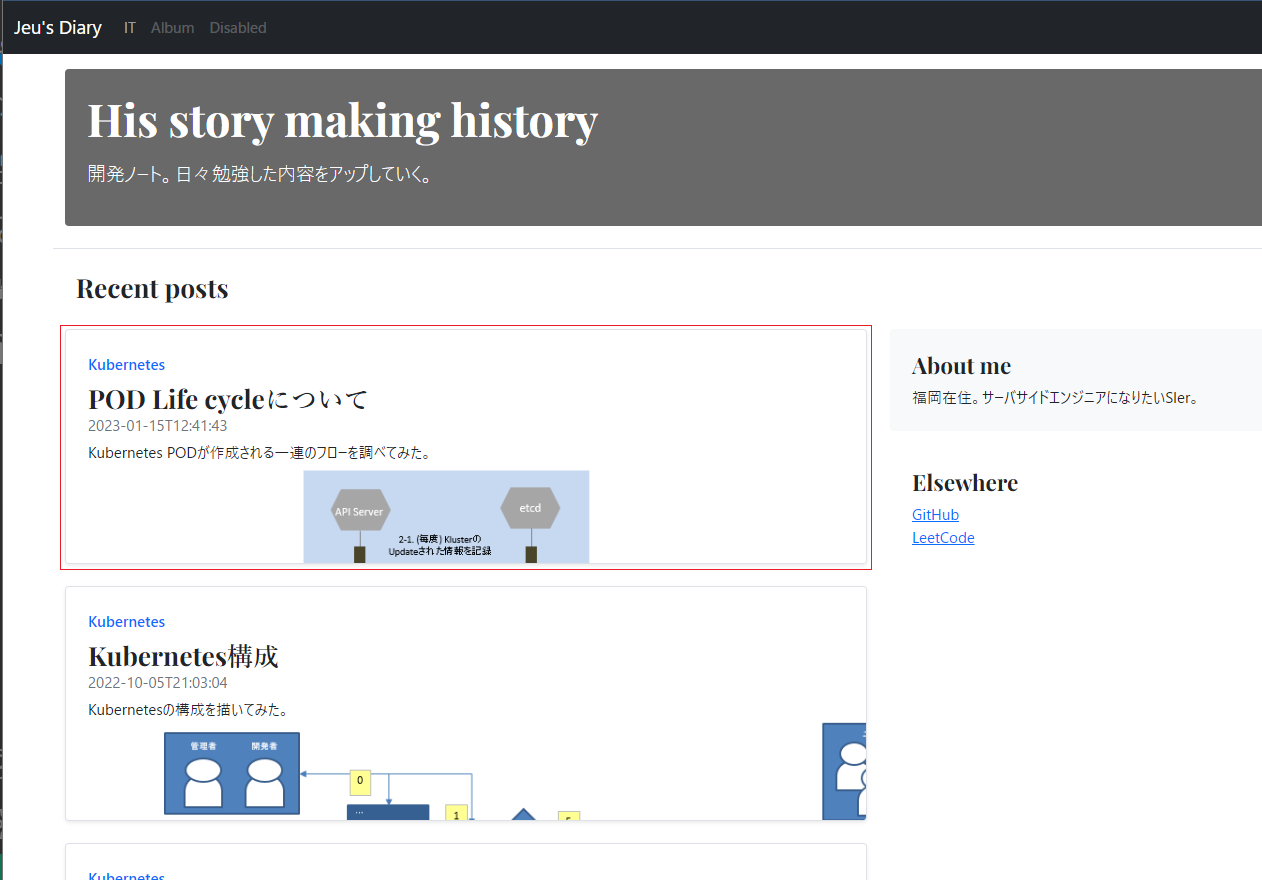 Jeu's Diary IT Album Disabled
His story making history
開発ノート。日々勉強した内容をアップしていく。
Recent posts
Kubernetes
POD Life cycleについて
2023-01-15T12:41:43
Kubernetes PODが作成される一連のフローを調べてみた。
API Server
etcd
2-1. (毎度) Klusterの
Updateされた情報を記録
About me
福岡在住。サーバサイドエンジニアになりたいSIer。
Elsewhere
GitHub
LeetCode
Kubernetes
Kubernetes構成
2022-10-05T21:03:04
Kubernetesの構成を描いてみた。
管理者 開発者
0
...
1
Kubernetes